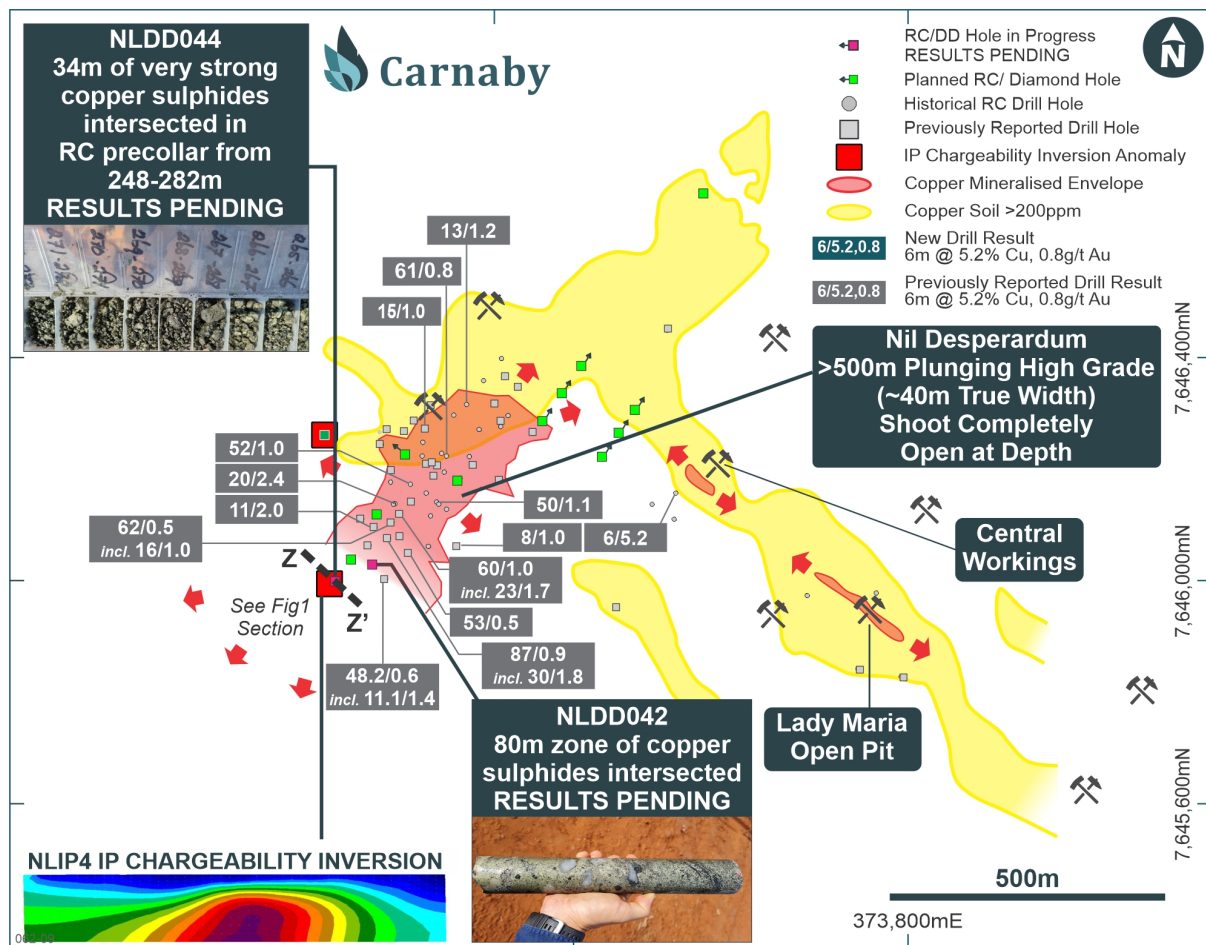 NLDD044
34m of very strong
copper sulphides
intersected in
RC precollar from
248-282m
RESULTS PENDING
Carnaby
RC/DD Hole in Progress
RESULTS PENDING
Planned RC/ Diamond Hole
Historical RC Drill Hole
Previously Reported Drill Hole
IP Chargeability Inversion Anomaly
Copper Mineralised Envelope
Copper Soil >200ppm
6/5.2,0.8
New Drill Result
6m @ 5.2% Cu, 0.8g/t Au
6/5.2,0.8
Previously Reported Drill Result
6m @ 5.2% Cu, 0.8g/t Au
N
13/1.2
61/0.8
15/1.0
Nil Desperardum
>500m Plunging High Grade
(~40m True Width)
Shoot Completely
Open at Depth
7,646,400mN
52/1.0
20/2.4
11/2.0
62/0.5
incl. 16/1.0
50/1.1
8/1.0
6/5.2
Central
Workings
60/1.0
incl. 23/1.7
53/0.5
87/0.9
incl. 30/1.8
48.2/0.6
incl. 11.1/1.4
Z
Z'
See Fig1
Section
7,646,000mN
NLDD042
80m zone of copper
sulphides intersected
RESULTS PENDING
Lady Maria
Open Pit
7,645,600mN
NLIP4 IP CHARGEABILITY INVERSION
500m
373,800mE